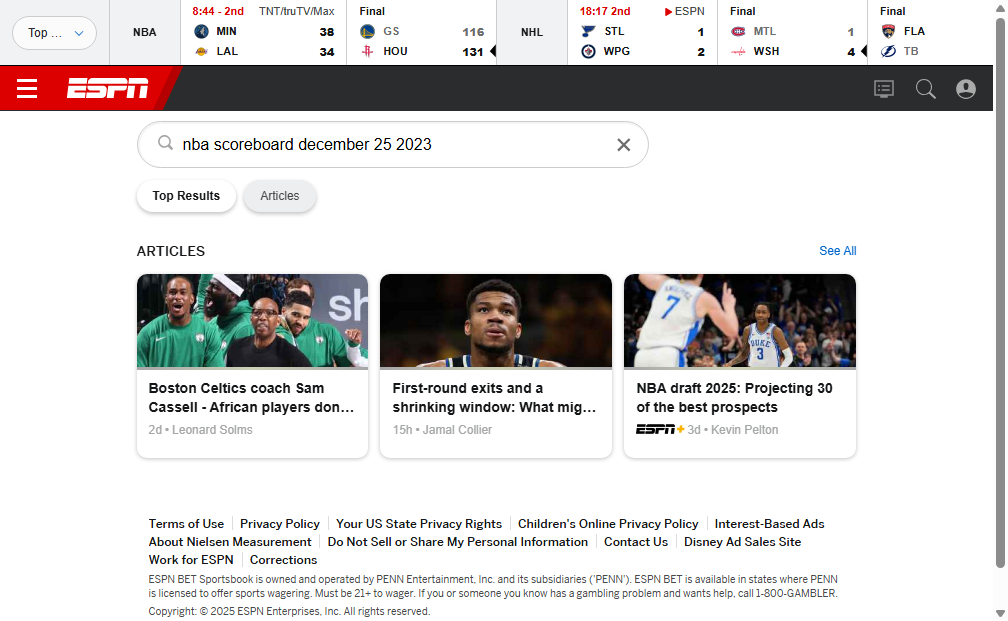 Top ...
NBA
8:44 - 2nd TNT/truTV/Max
MIN 38
LAL 34
Final
GS 116
HOU 131
NHL
18:17 2nd ESPN
STL 1
WPG 2
Final
MTL 1
WSH 4
Final
FLA
TB
ESPN
nba scoreboard december 25 2023
Top Results
Articles
ARTICLES
See All
sh
Boston Celtics coach Sam
Cassell - African players don…
2d • Leonard Solms
First-round exits and a
shrinking window: What mig…
15h • Jamal Collier
7
DUKE
3
NBA draft 2025: Projecting 30
of the best prospects
ESPN+ 3d • Kevin Pelton
Terms of Use Privacy Policy Your US State Privacy Rights Children's Online Privacy Policy Interest-Based Ads
About Nielsen Measurement Do Not Sell or Share My Personal Information Contact Us Disney Ad Sales Site
Work for ESPN Corrections
ESPN BET Sportsbook is owned and operated by PENN Entertainment, Inc. and its subsidiaries ('PENN'). ESPN BET is available in states where PENN
is licensed to offer sports wagering. Must be 21+ to wager. If you or someone you know has a gambling problem and wants help, call 1-800-GAMBLER.
Copyright: © 2025 ESPN Enterprises, Inc. All rights reserved.